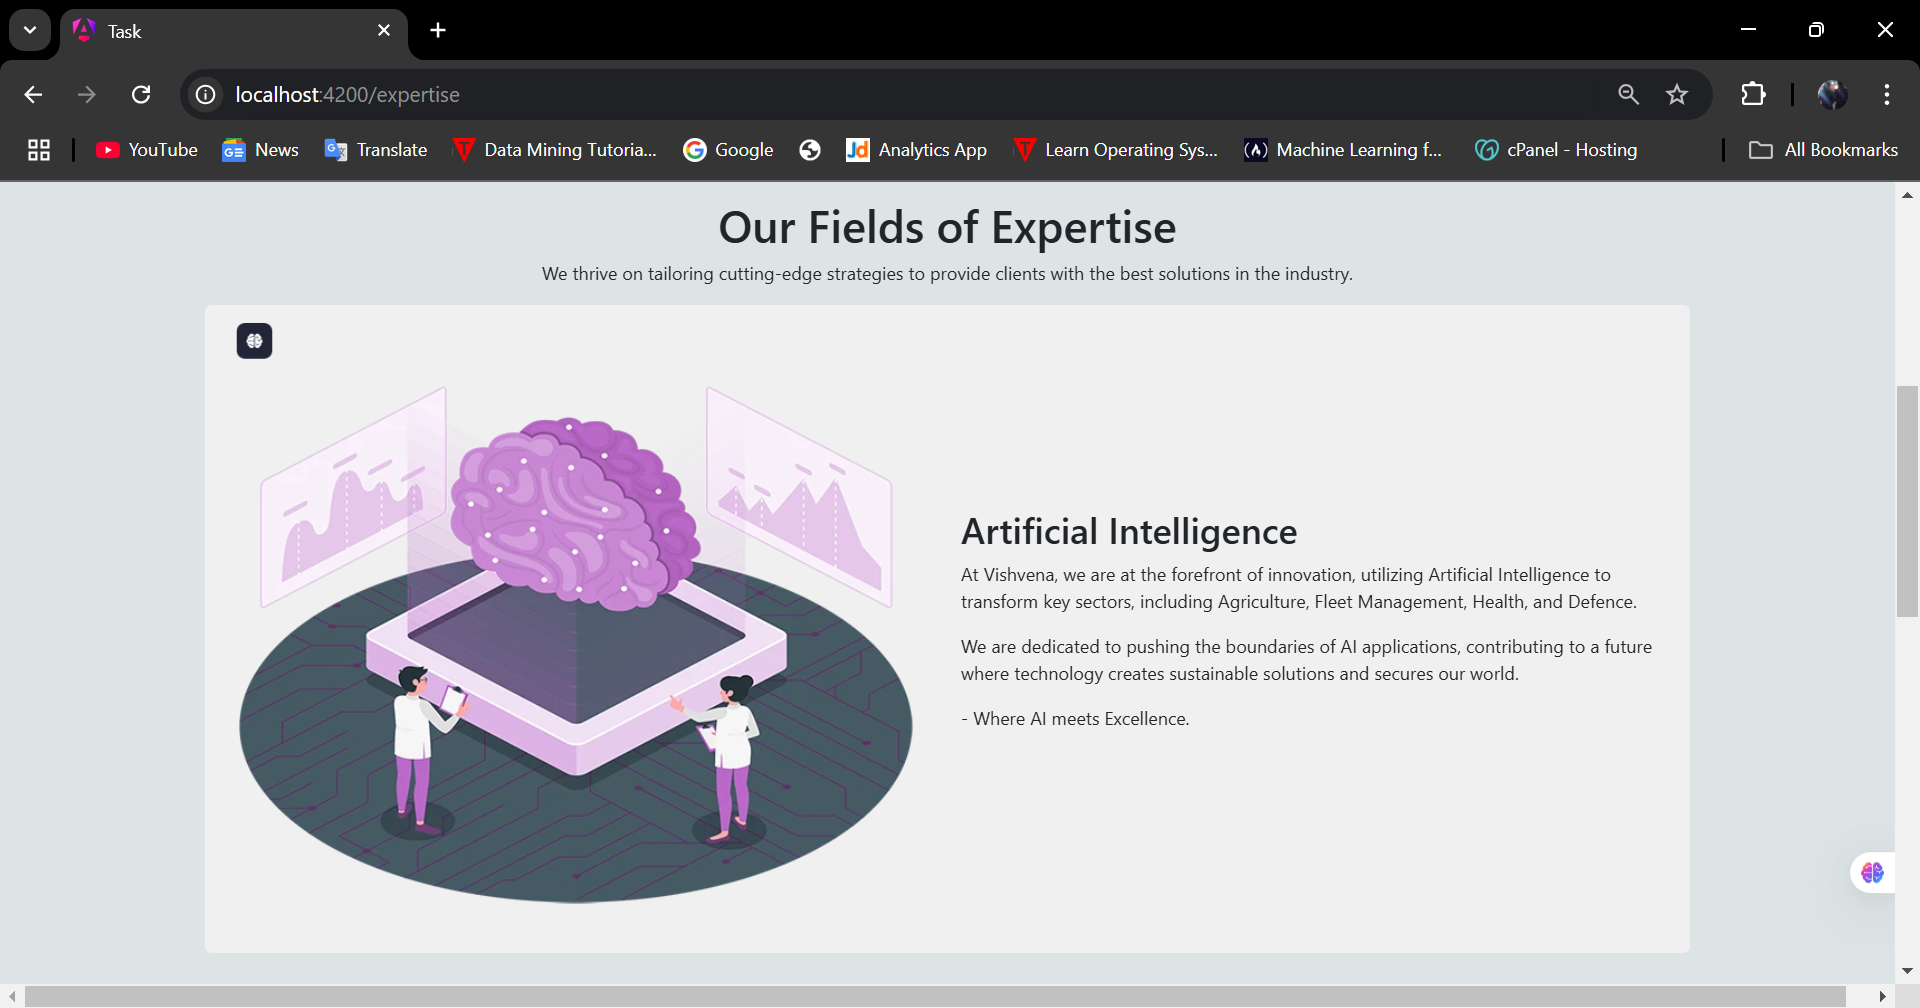 Task
localhost:4200/expertise
YouTube
News
Translate
Data Mining Tutoria...
Google
Jd Analytics App
Learn Operating Sys...
Machine Learning f...
cPanel - Hosting
All Bookmarks
Our Fields of Expertise
We thrive on tailoring cutting-edge strategies to provide clients with the best solutions in the industry.
Artificial Intelligence
At Vishvena, we are at the forefront of innovation, utilizing Artificial Intelligence to
transform key sectors, including Agriculture, Fleet Management, Health, and Defence.
We are dedicated to pushing the boundaries of AI applications, contributing to a future
where technology creates sustainable solutions and secures our world.
- Where AI meets Excellence.